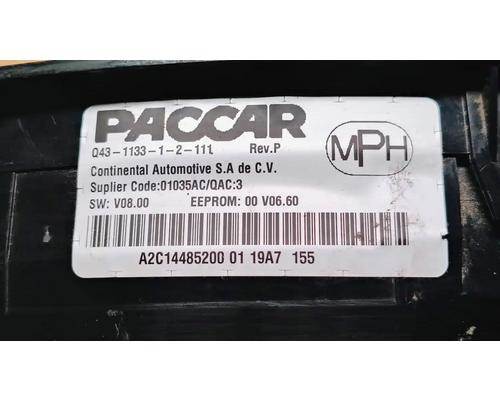 PACCAR
Q43-1133-1-2-111 Rev.P
MPH
Continental Automotive S.A de C.V.
Suplier Code:01035AC/QAC:3
SW: V08.00 EEPROM: 00 V06.60
A2C14485200 01 19A7 155